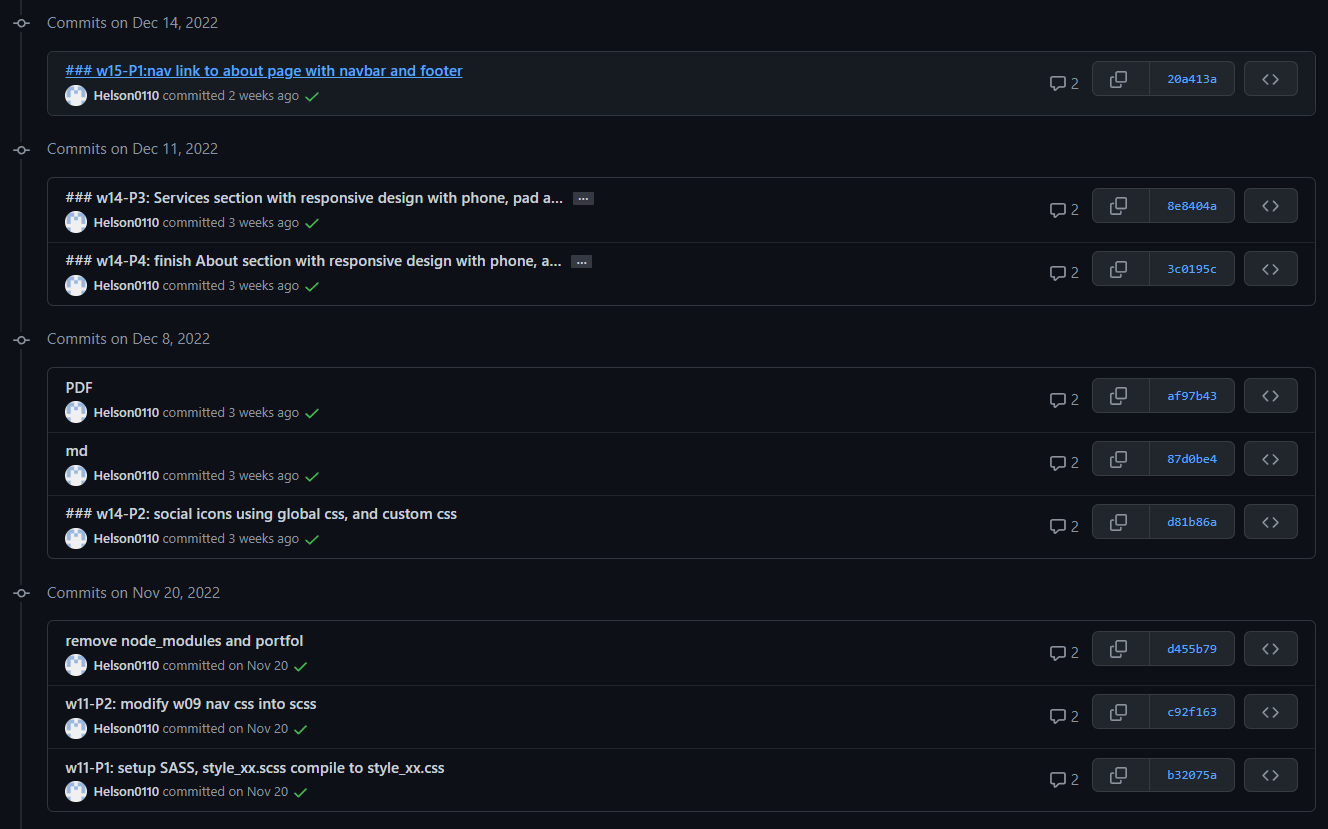 Commits on Dec 14, 2022
### w15-P1:nav link to about page with navbar and footer
2
20a413a
Helson0110 committed 2 weeks ago
Commits on Dec 11, 2022
### w14-P3: Services section with responsive design with phone, pad a... …
2
8e8404a
Helson0110 committed 3 weeks ago
### w14-P4: finish About section with responsive design with phone, a... …
2
3c0195c
Helson0110 committed 3 weeks ago
Commits on Dec 8, 2022
PDF
2
af97b43
Helson0110 committed 3 weeks ago
md
2
87d0be4
Helson0110 committed 3 weeks ago
### w14-P2: social icons using global css, and custom css
2
d81b86a
Helson0110 committed 3 weeks ago
Commits on Nov 20, 2022
remove node_modules and portfol
2
d455b79
Helson0110 committed on Nov 20
w11-P2: modify w09 nav css into scss
2
c92f163
Helson0110 committed on Nov 20
w11-P1: setup SASS, style_xx.scss compile to style_xx.css
2
b32075a
Helson0110 committed on Nov 20